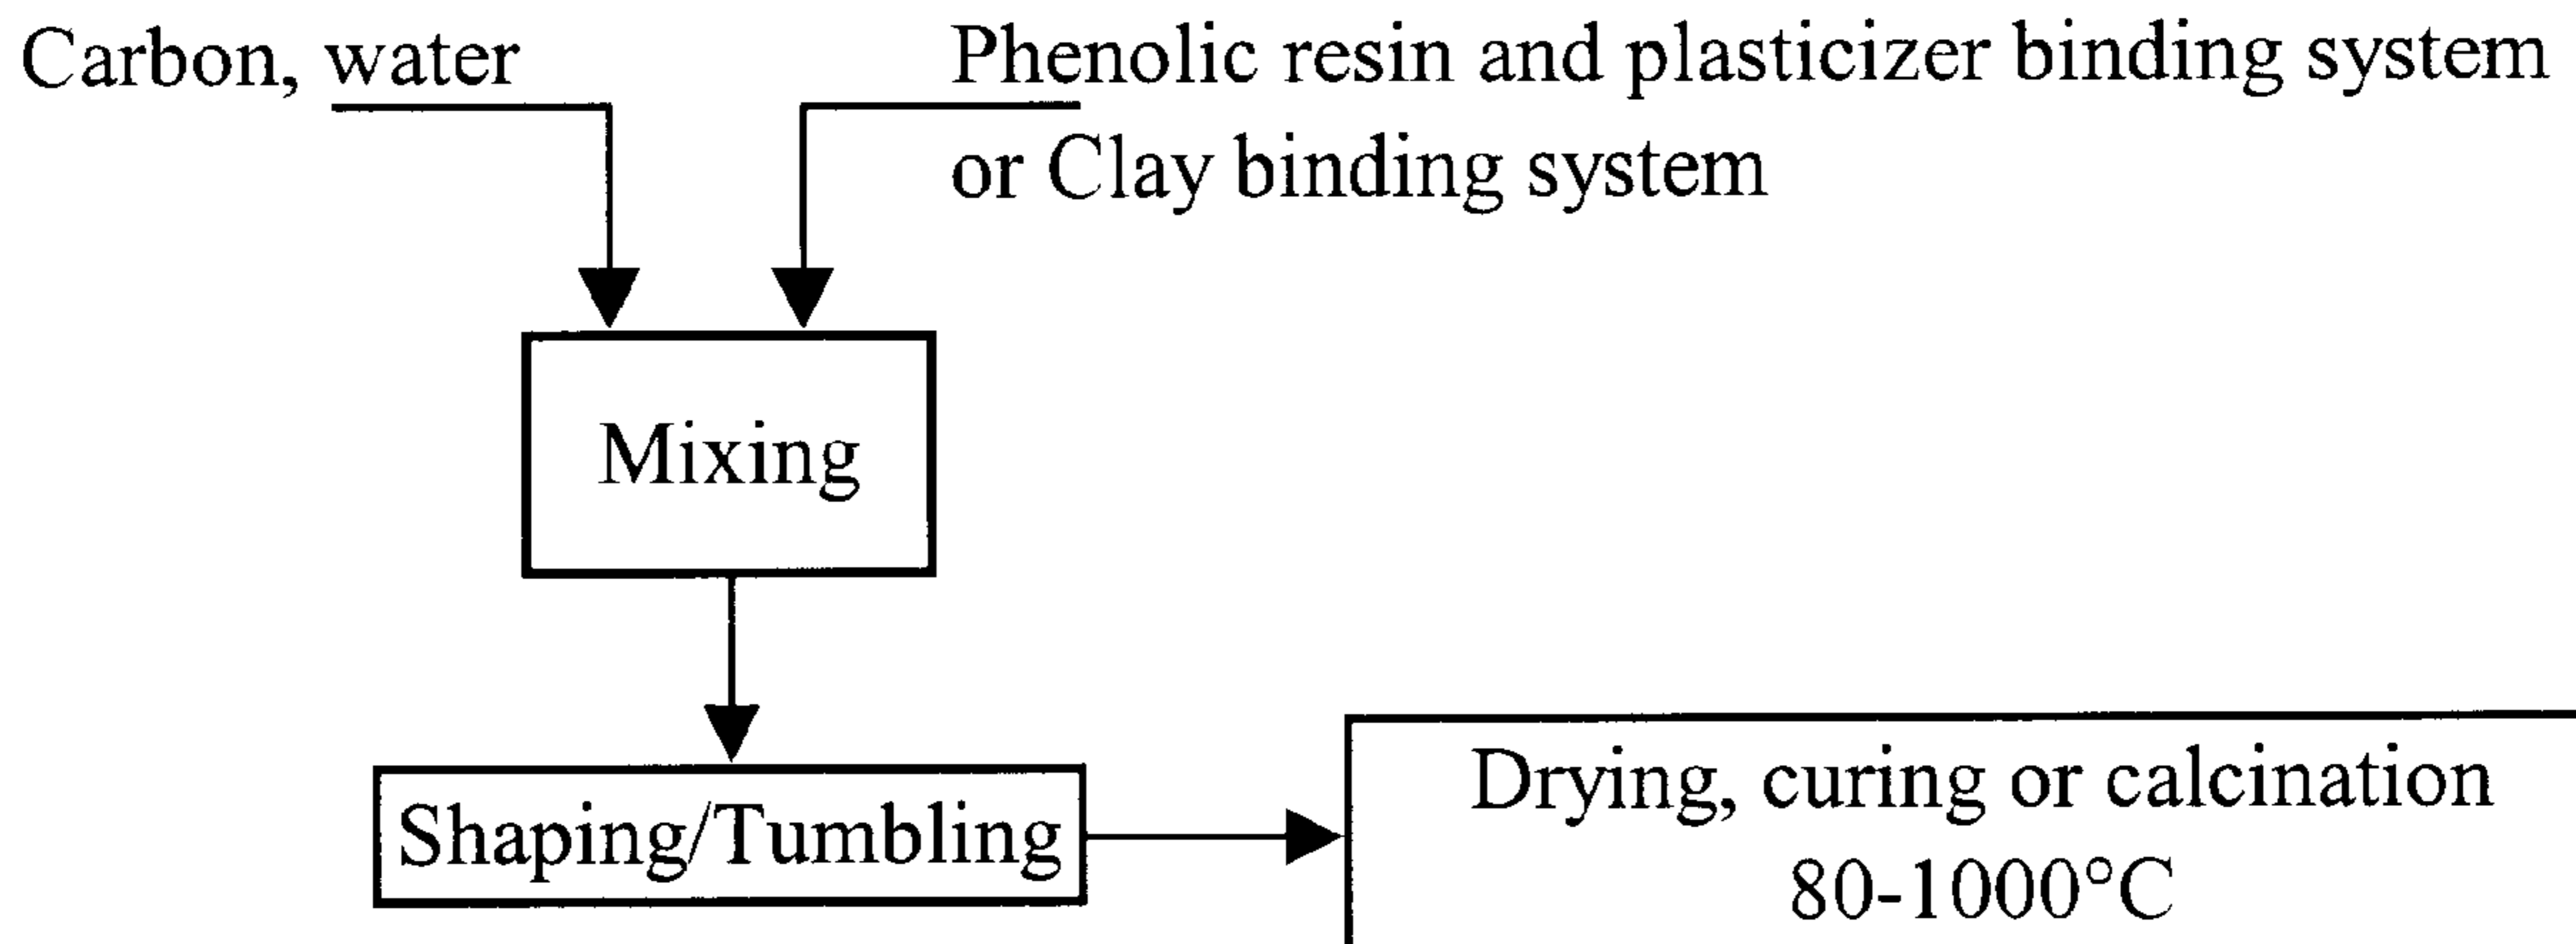 Carbon, water
Phenolic resin and plasticizer binding system
or Clay binding system
Mixing
Shaping/Tumbling
Drying, curing or calcination
80-1000°C